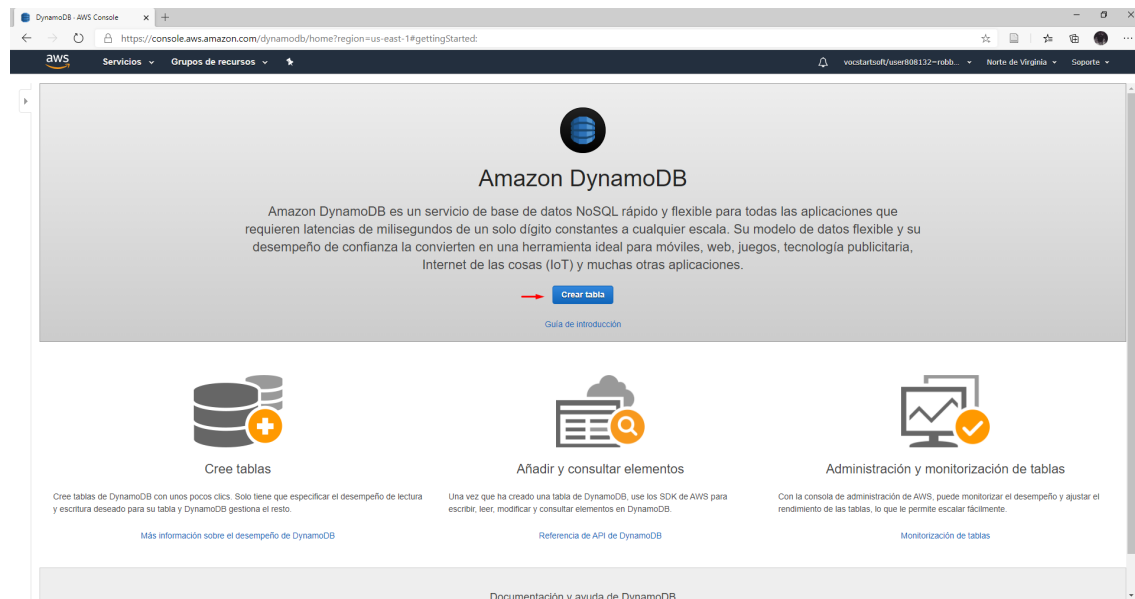 DynamoDB - AWS Console
https://console.aws.amazon.com/dynamodb/home?region=us-east-1#gettingStarted:
aws Servicios Grupos de recursos vocstartsoft/user808132=robb... Norte de Virginia Soporte
Amazon DynamoDB
Amazon DynamoDB es un servicio de base de datos NoSQL rápido y flexible para todas las aplicaciones que
requieren latencias de milisegundos de un solo dígito constantes a cualquier escala. Su modelo de datos flexible y su
desempeño de confianza la convierten en una herramienta ideal para móviles, web, juegos, tecnología publicitaria,
Internet de las cosas (IoT) y muchas otras aplicaciones.
Crear tabla
Guía de introducción
Cree tablas
Cree tablas de DynamoDB con unos pocos clics. Solo tiene que especificar el desempeño de lectura
y escritura deseado para su tabla y DynamoDB gestiona el resto.
Más información sobre el desempeño de DynamoDB
Añadir y consultar elementos
Una vez que ha creado una tabla de DynamoDB, use los SDK de AWS para
escribir, leer, modificar y consultar elementos en DynamoDB.
Referencia de API de DynamoDB
Administración y monitorización de tablas
Con la consola de administración de AWS, puede monitorizar el desempeño y ajustar el
rendimiento de las tablas, lo que le permite escalar fácilmente.
Monitorización de tablas
Documentación y ayuda de DynamoDB